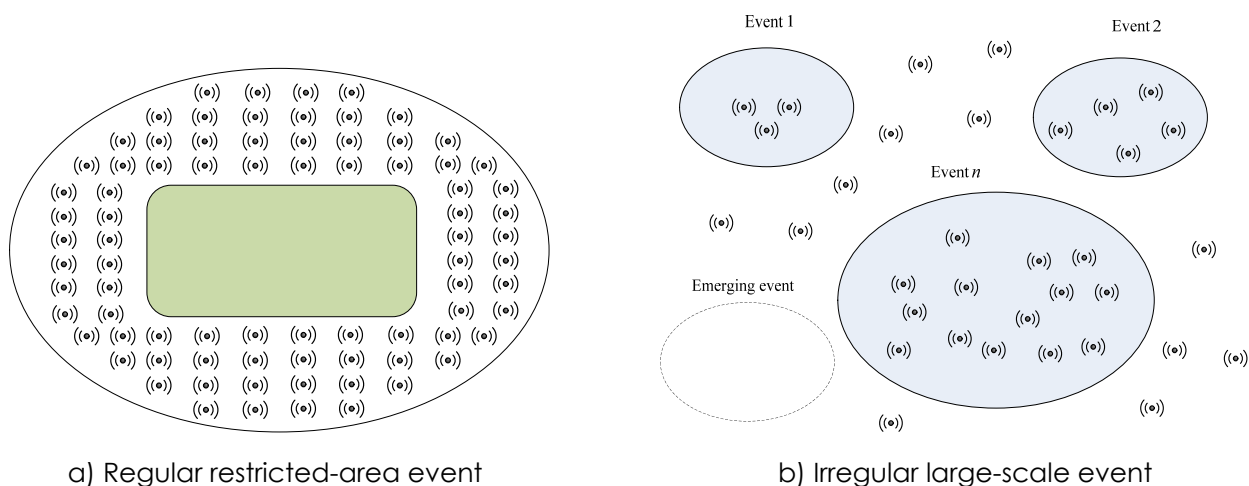 Event 1
Event 2
Event n
Emerging event
a) Regular restricted-area event
b) Irregular large-scale event